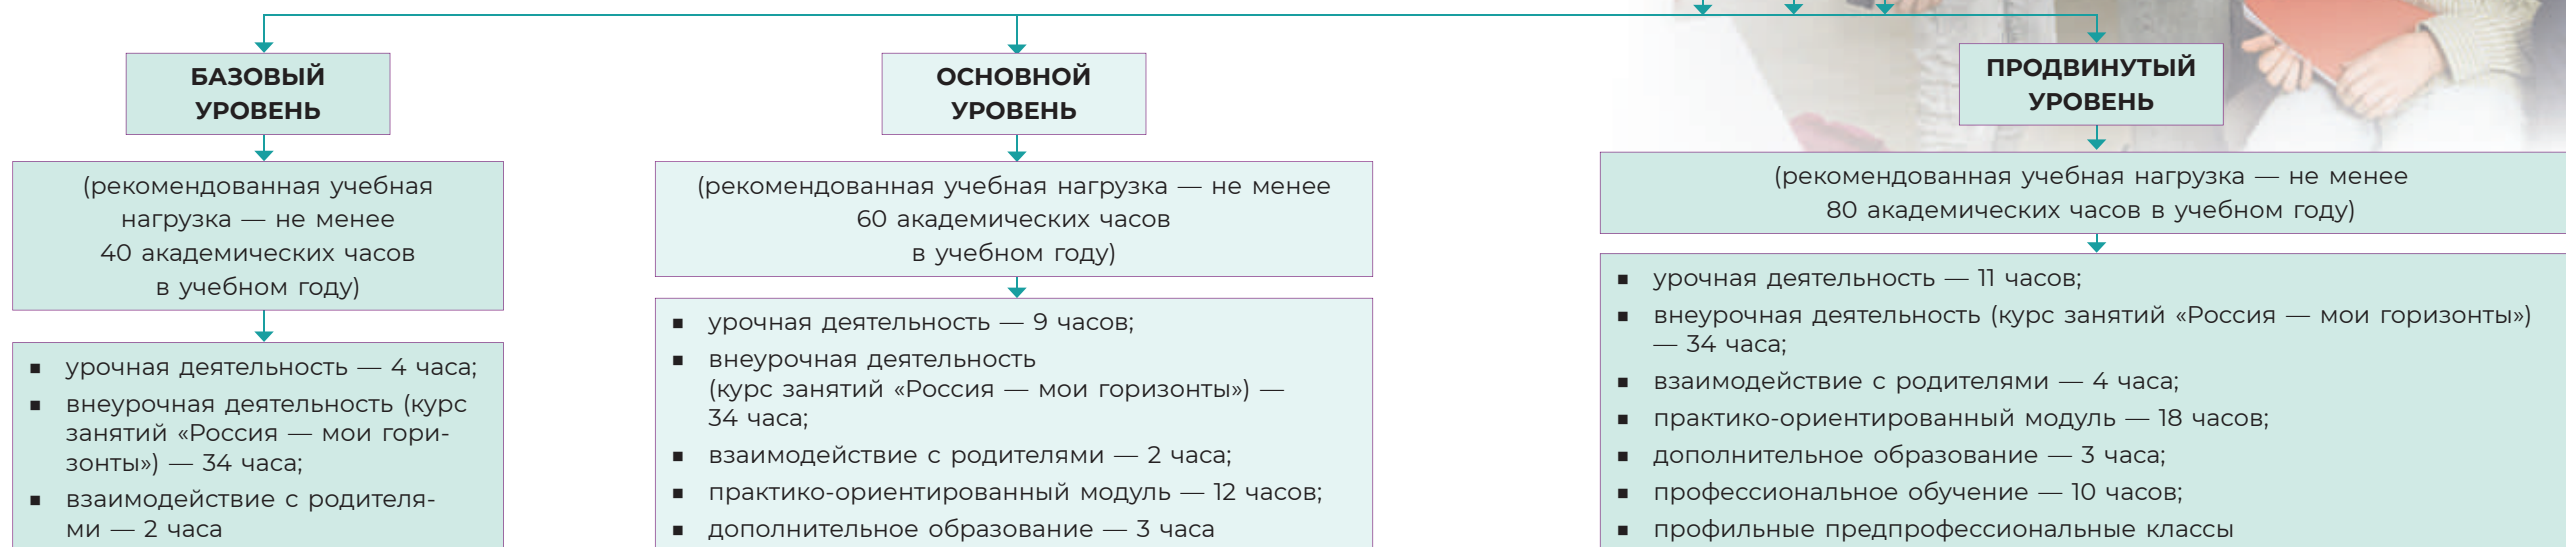 БАЗОВЫЙ
УРОВЕНЬ
(рекомендованная учебная
нагрузка — не менее
40 академических часов
в учебном году)
▪ урочная деятельность — 4 часа;
▪ внеурочная деятельность (курс
занятий «Россия — мои гори-
зонты») — 34 часа;
▪ взаимодействие с родителя-
ми — 2 часа
ОСНОВНОЙ
УРОВЕНЬ
(рекомендованная учебная нагрузка — не менее
60 академических часов
в учебном году)
▪ урочная деятельность — 9 часов;
▪ внеурочная деятельность
(курс занятий «Россия — мои горизонты») —
34 часа;
▪ взаимодействие с родителями — 2 часа;
▪ практико-ориентированный модуль — 12 часов;
▪ дополнительное образование — 3 часа
ПРОДВИНУТЫЙ
УРОВЕНЬ
(рекомендованная учебная нагрузка — не менее
80 академических часов в учебном году)
▪ урочная деятельность — 11 часов;
▪ внеурочная деятельность (курс занятий «Россия — мои горизонты»)
— 34 часа;
▪ взаимодействие с родителями — 4 часа;
▪ практико-ориентированный модуль — 18 часов;
▪ дополнительное образование — 3 часа;
▪ профессиональное обучение — 10 часов;
▪ профильные предпрофессиональные классы